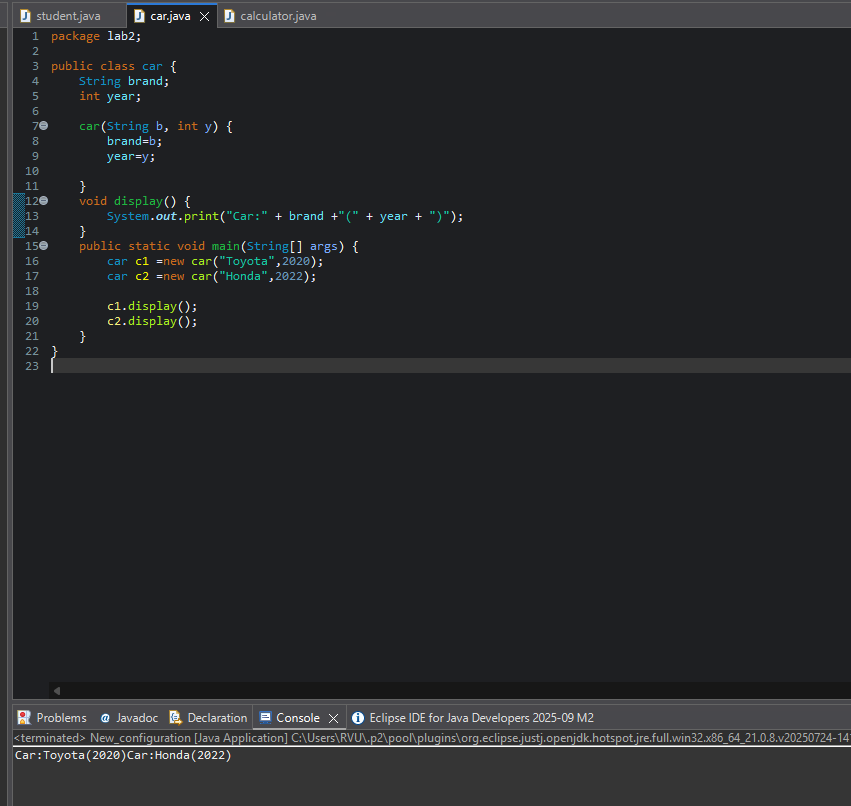 student.java car.java calculator.java
1 package lab2;
2
3 public class car {
4     String brand;
5     int year;
6
7     car(String b, int y) {
8         brand=b;
9         year=y;
10
11     }
12     void display() {
13         System.out.print("Car:" + brand +"(" + year + ")");
14     }
15     public static void main(String[] args) {
16         car c1 =new car("Toyota",2020);
17         car c2 =new car("Honda",2022);
18
19         c1.display();
20         c2.display();
21     }
22 }
23
Problems Javadoc Declaration Console Eclipse IDE for Java Developers 2025-09 M2
<terminated> New_configuration [Java Application] C:\Users\RVU\.p2\pool\plugins\org.eclipse.justj.openjdk.hotspot.jre.full.win32.x86_64_21.0.8.v20250724-141
Car:Toyota(2020)Car:Honda(2022)